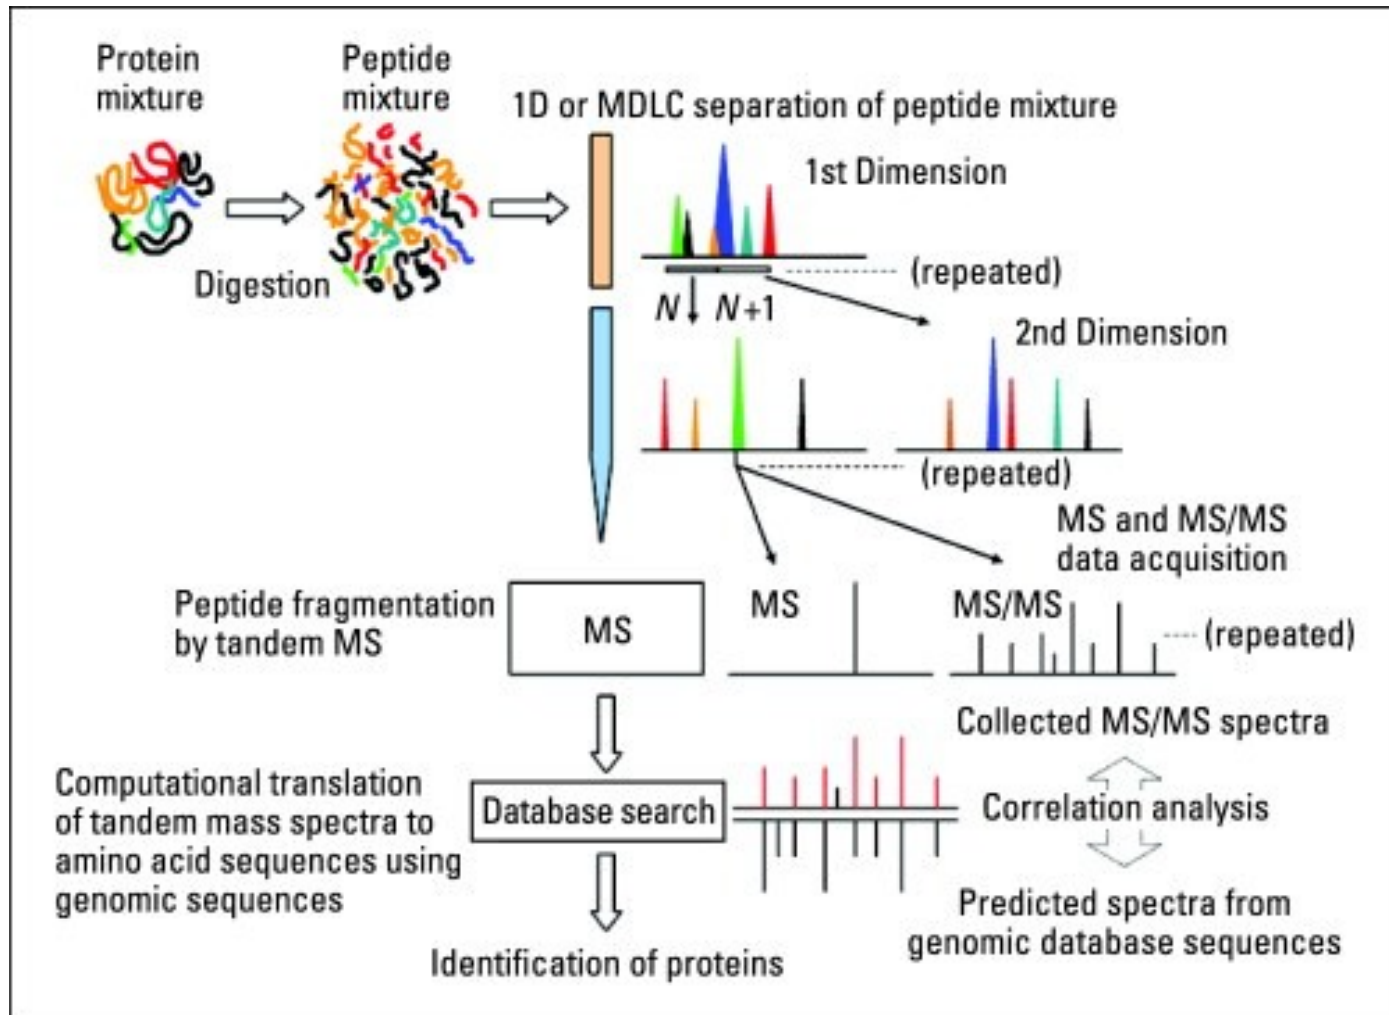 Protein
mixture
Peptide
mixture
Digestion
1D or MDLC separation of peptide mixture
1st Dimension
(repeated)
N
N+1
2nd Dimension
(repeated)
MS and MS/MS
data acquisition
Peptide fragmentation
by tandem MS
MS
MS
MS/MS
(repeated)
Collected MS/MS spectra
Computational translation
of tandem mass spectra to
amino acid sequences using
genomic sequences
Database search
Correlation analysis
Predicted spectra from
genomic database sequences
Identification of proteins